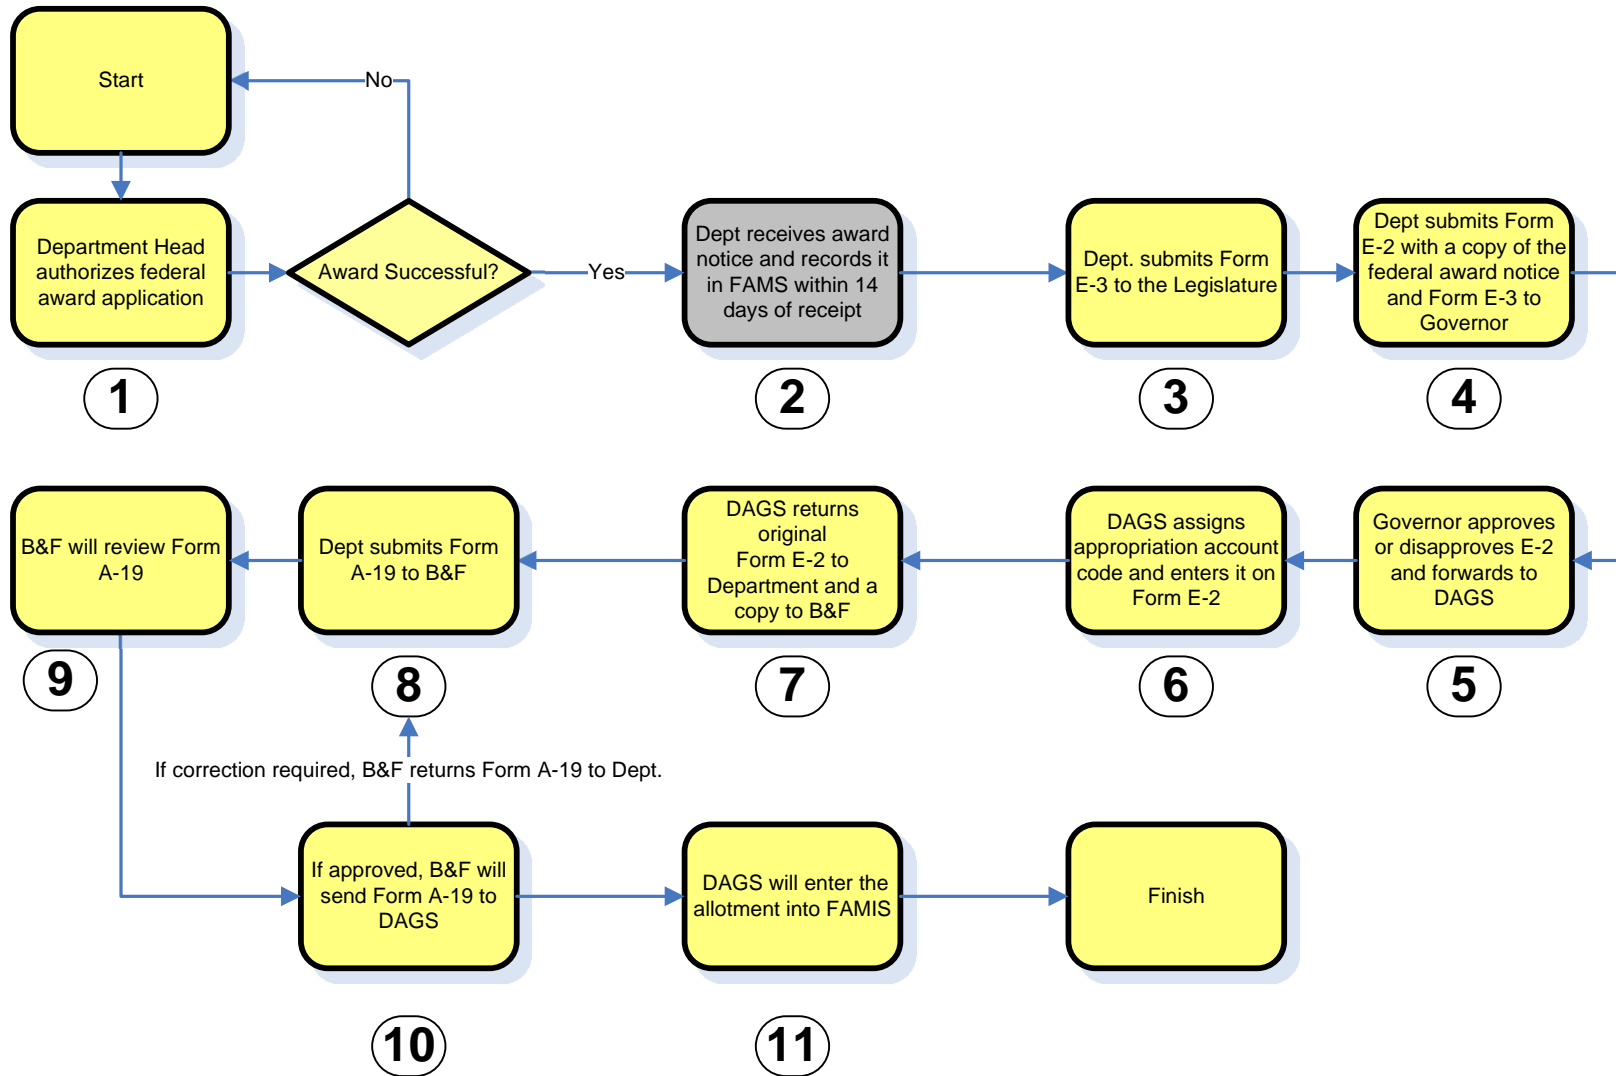 Start
No
Department Head
authorizes federal
award application
Award Successful?
Yes
Dept receives award
notice and records it
in FAMS within 14
days of receipt
Dept. submits Form
E-3 to the Legislature
Dept submits Form
E-2 with a copy of the
federal award notice
and Form E-3 to
Governor
1
2
3
4
B&F will review Form
A-19
Dept submits Form
A-19 to B&F
DAGS returns
original
Form E-2 to
Department and a
copy to B&F
DAGS assigns
appropriation account
code and enters it on
Form E-2
Governor approves
or disapproves E-2
and forwards to
DAGS
9
8
7
6
5
If correction required, B&F returns Form A-19 to Dept.
If approved, B&F will
send Form A-19 to
DAGS
DAGS will enter the
allotment into FAMIS
Finish
10
11